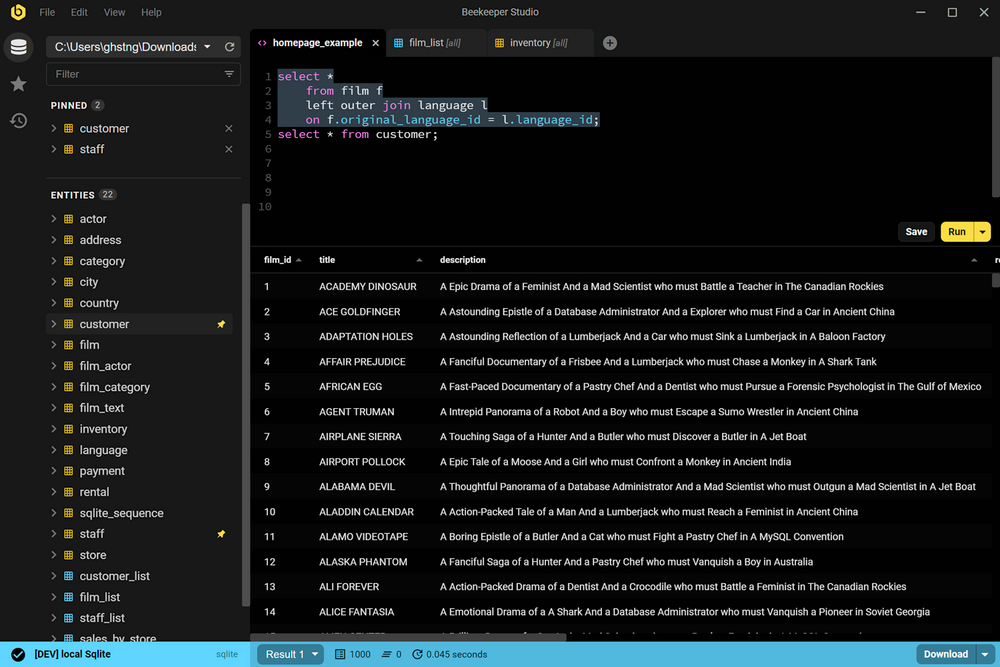 File Edit View Help
Beekeeper Studio
C:\Users\ghstng\Downloads
Filter
PINNED 2
customer
staff
ENTITIES 22
actor
address
category
city
country
customer
film
film_actor
film_category
film_text
inventory
language
payment
rental
sqlite_sequence
staff
store
customer_list
film_list
staff_list
sales_by_store
homepage_example film_list [all] inventory [all]
1 select *
2 from film f
3 left outer join language l
4 on f.original_language_id = l.language_id;
5 select * from customer;
6
7
8
9
10
Save Run
film_id title description
1 ACADEMY DINOSAUR A Epic Drama of a Feminist And a Mad Scientist who must Battle a Teacher in The Canadian Rockies
2 ACE GOLDFINGER A Astounding Epistle of a Database Administrator And a Explorer who must Find a Car in Ancient China
3 ADAPTATION HOLES A Astounding Reflection of a Lumberjack And a Car who must Sink a Lumberjack in A Baloon Factory
4 AFFAIR PREJUDICE A Fanciful Documentary of a Frisbee And a Lumberjack who must Chase a Monkey in A Shark Tank
5 AFRICAN EGG A Fast-Paced Documentary of a Pastry Chef And a Dentist who must Pursue a Forensic Psychologist in The Gulf of Mexico
6 AGENT TRUMAN A Intrepid Panorama of a Robot And a Boy who must Escape a Sumo Wrestler in Ancient China
7 AIRPLANE SIERRA A Touching Saga of a Hunter And a Butler who must Discover a Butler in A Jet Boat
8 AIRPORT POLLOCK A Epic Tale of a Moose And a Girl who must Confront a Monkey in Ancient India
9 ALABAMA DEVIL A Thoughtful Panorama of a Database Administrator And a Mad Scientist who must Outgun a Mad Scientist in A Jet Boat
10 ALADDIN CALENDAR A Action-Packed Tale of a Man And a Lumberjack who must Reach a Feminist in Ancient China
11 ALAMO VIDEOTAPE A Boring Epistle of a Butler And a Cat who must Fight a Pastry Chef in A MySQL Convention
12 ALASKA PHANTOM A Fanciful Saga of a Hunter And a Pastry Chef who must Vanquish a Boy in Australia
13 ALI FOREVER A Action-Packed Drama of a Dentist And a Crocodile who must Battle a Feminist in The Canadian Rockies
14 ALICE FANTASIA A Emotional Drama of a A Shark And a Database Administrator who must Vanquish a Pioneer in Soviet Georgia
[DEV] local Sqlite sqlite Result 1 1000 0 0.045 seconds Download